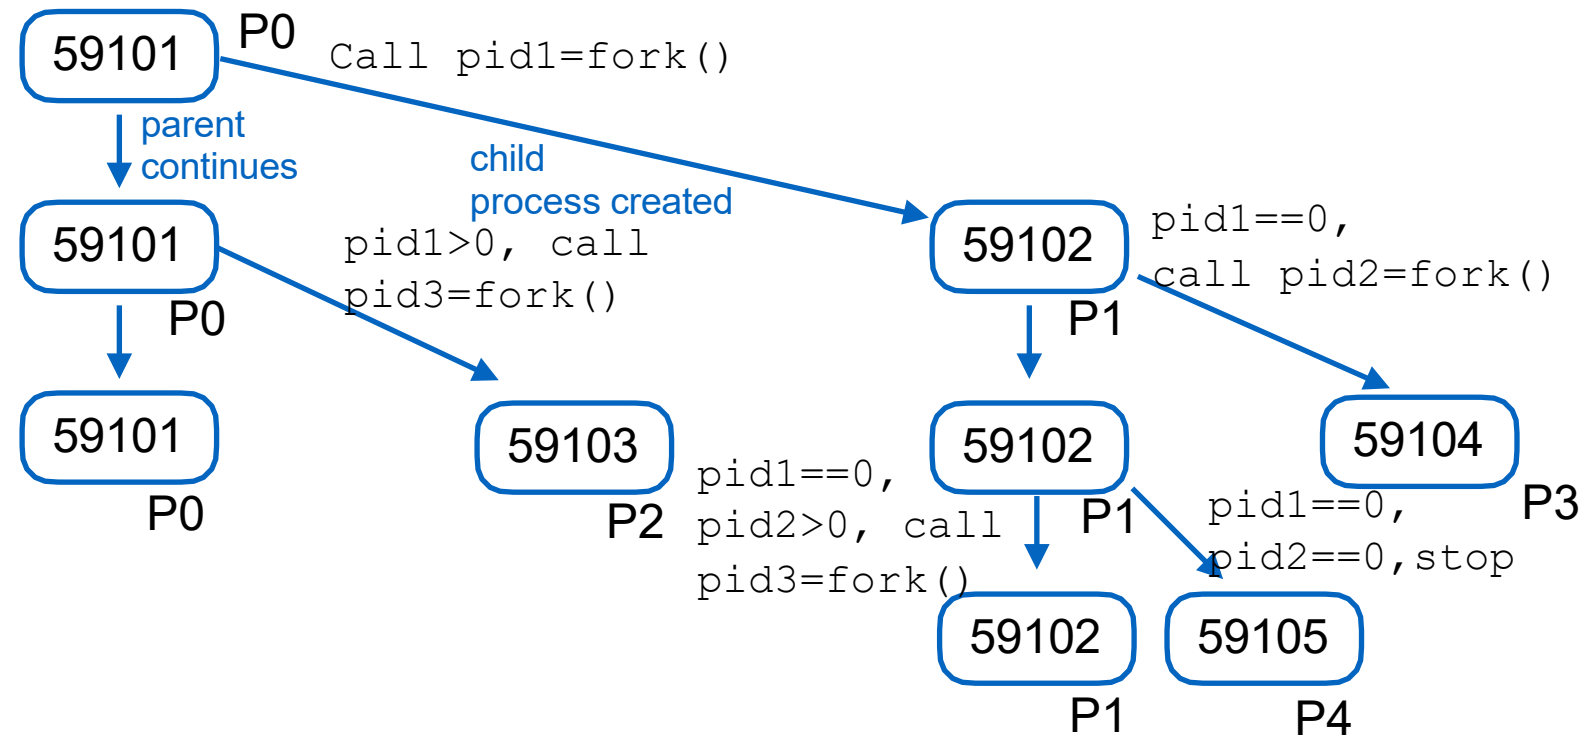 59101
P0
Call pid1=fork()
parent
continues
child
process created
59101
P0
pid1>0, call
pid3=fork()
59102
P1
pid1==0,
call pid2=fork()
59101
P0
59103
P2
59102
P1
59104
P3
pid1==0,
pid2>0, call
pid3=fork()
pid1==0,
pid2==0,stop
59102
P1
59105
P4